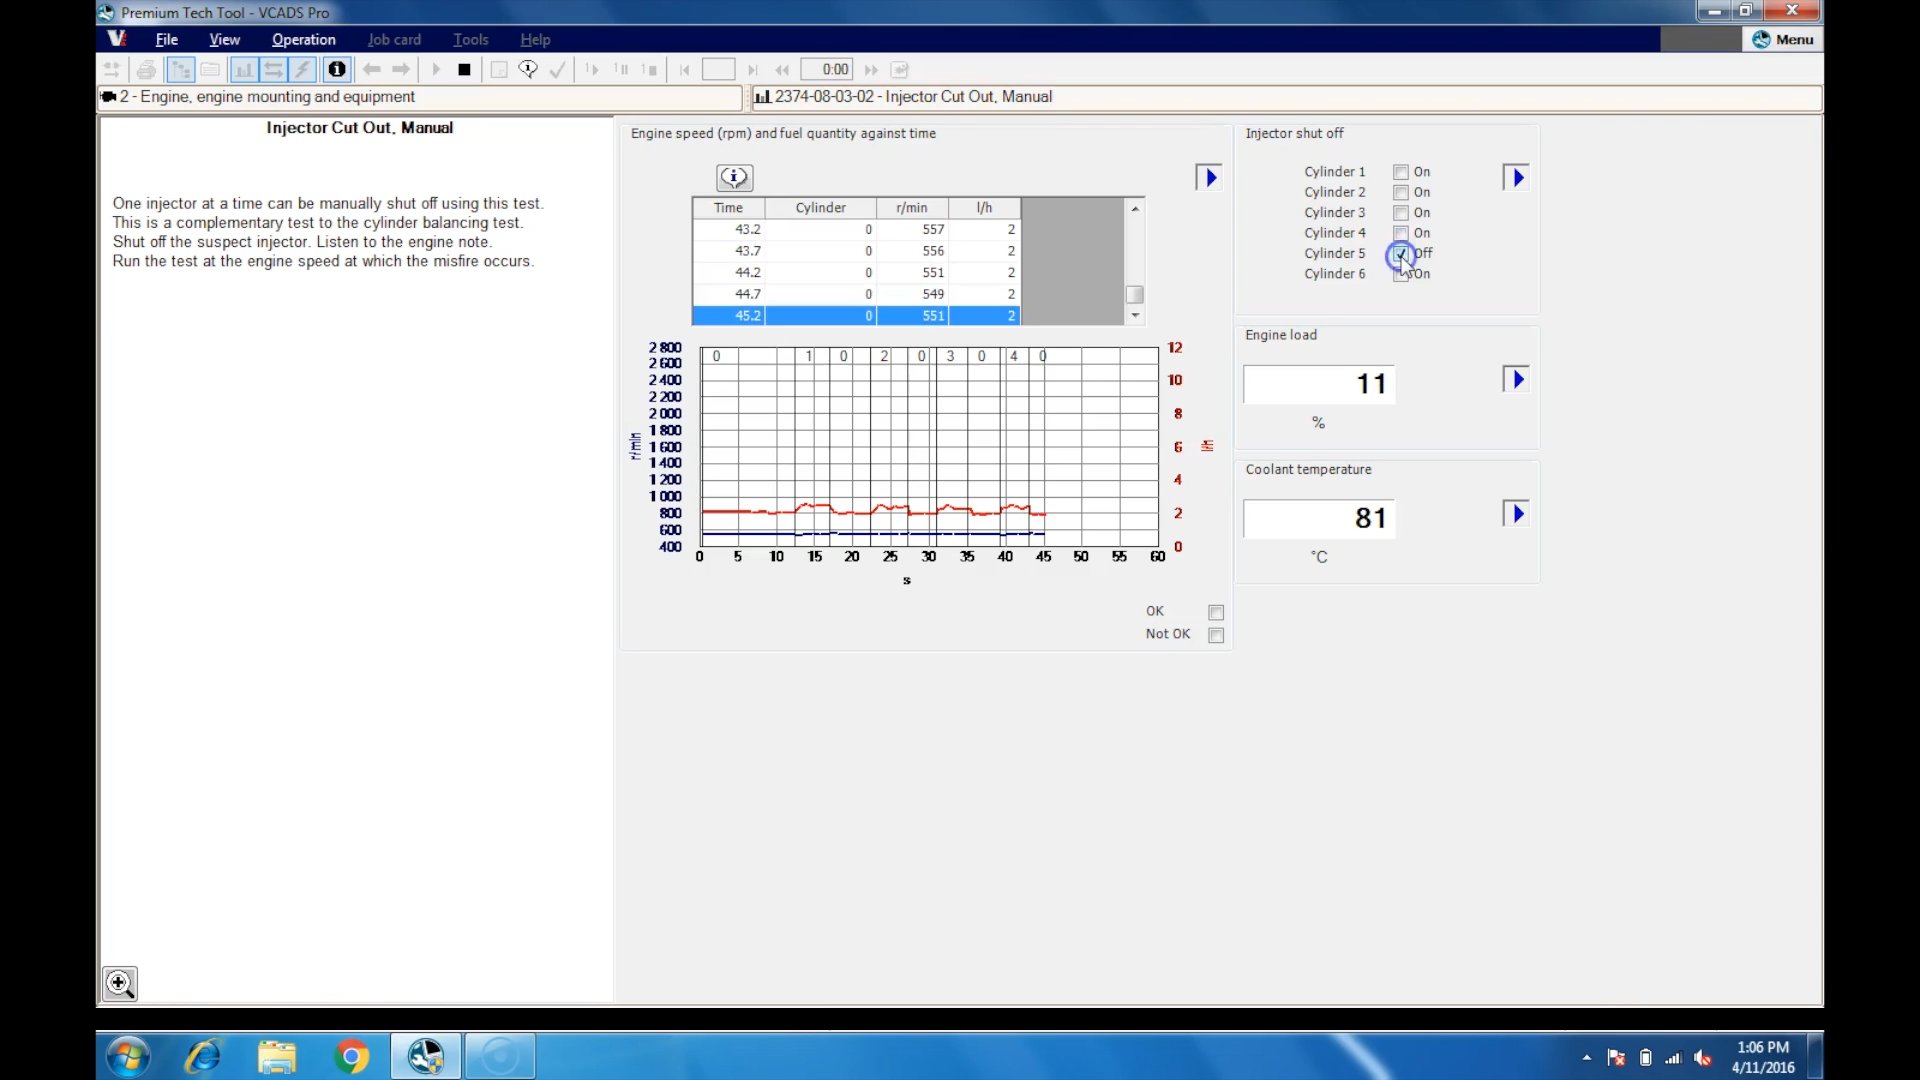 Premium Tech Tool - VCADS Pro
File View Operation Job card Tools Help
Menu
0:00
2 - Engine, engine mounting and equipment
2374-08-03-02 - Injector Cut Out, Manual
Injector Cut Out, Manual
One injector at a time can be manually shut off using this test.
This is a complementary test to the cylinder balancing test.
Shut off the suspect injector. Listen to the engine note.
Run the test at the engine speed at which the misfire occurs.
Engine speed (rpm) and fuel quantity against time
Time Cylinder r/min l/h
43.2 0 557 2
43.7 0 556 2
44.2 0 551 2
44.7 0 549 2
45.2 0 551 2
0 1 0 2 0 3 0 4 0
2 800
2 600
2 400
2 200
2 000
1 800
1 600
1 400
1 200
1 000
800
600
400
r/min
12
10
8
6
4
2
0
l/h
0 5 10 15 20 25 30 35 40 45 50 55 60
s
OK
Not OK
Injector shut off
Cylinder 1 On
Cylinder 2 On
Cylinder 3 On
Cylinder 4 On
Cylinder 5 Off
Cylinder 6 On
Engine load
11
%
Coolant temperature
81
°C
1:06 PM
4/11/2016